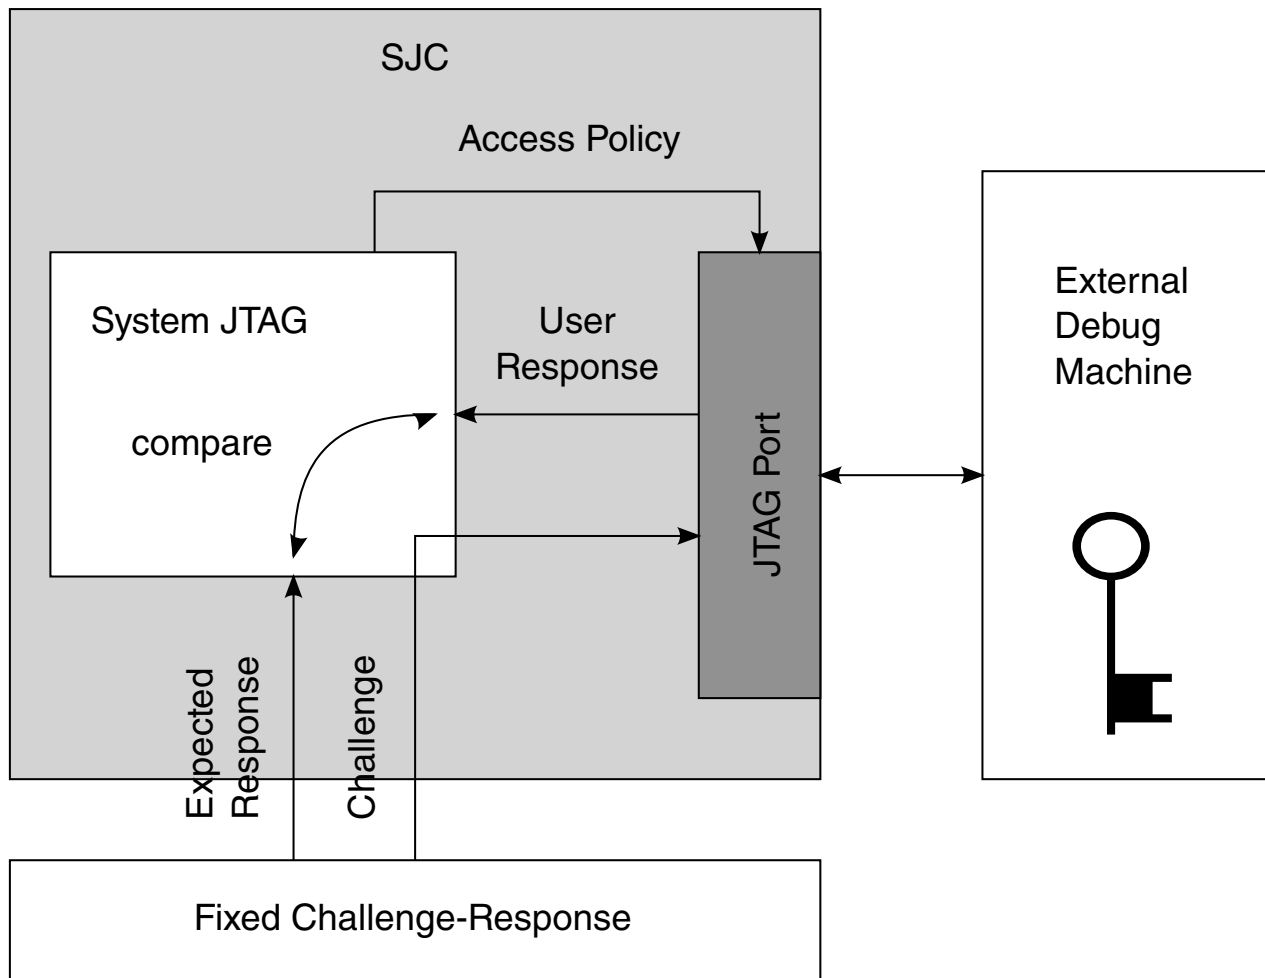 SJC
Access Policy
System JTAG
User
Response
External
Debug
Machine
compare
JTAG Port
Expected
Response
Challenge
Fixed Challenge-Response